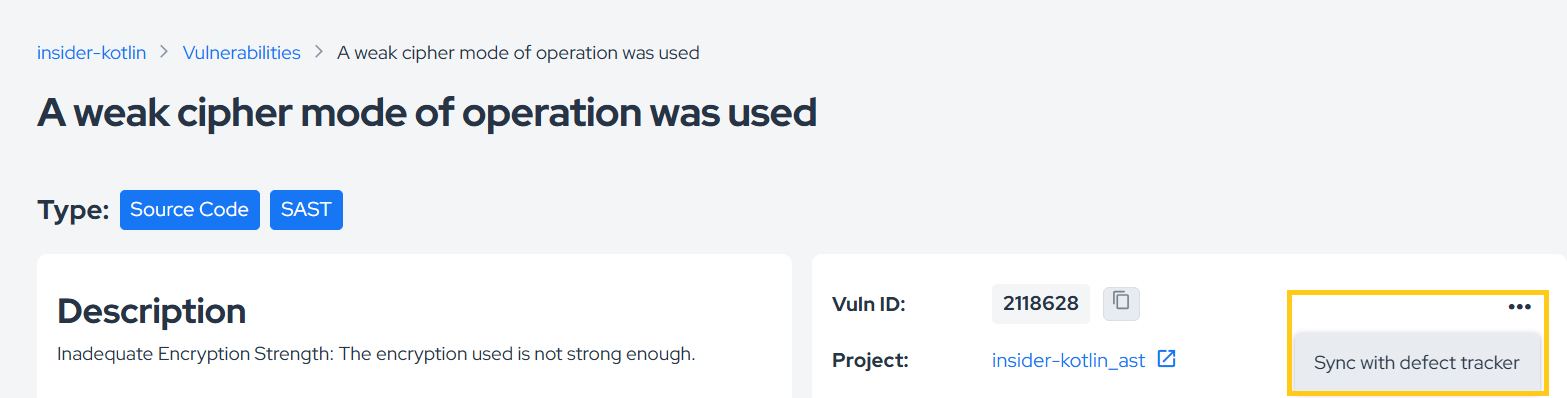 insider-kotlin > Vulnerabilities > A weak cipher mode of operation was used
A weak cipher mode of operation was used
Type: Source Code SAST
Description
Inadequate Encryption Strength: The encryption used is not strong enough.
Vuln ID: 2118628
Project: insider-kotlin_ast
Sync with defect tracker